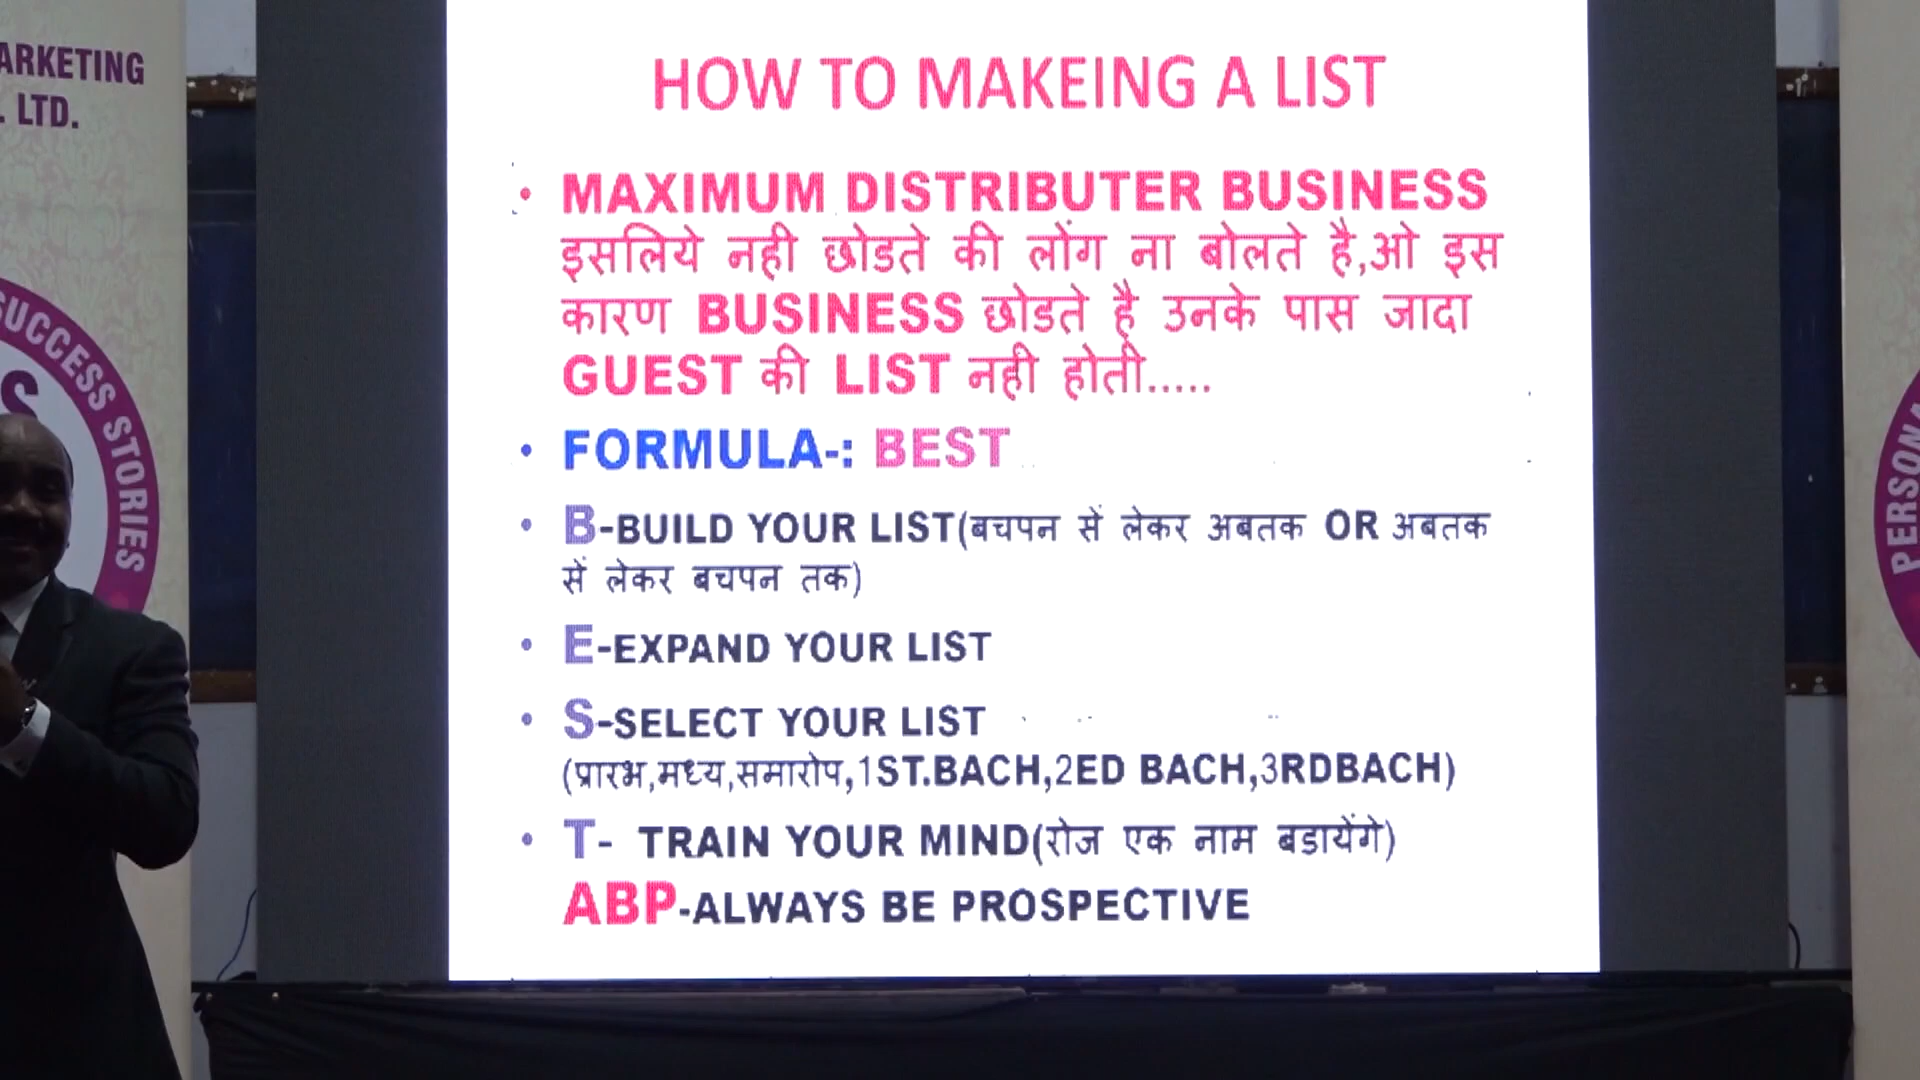 ARKETING
. LTD.
SUCCESS STORIES
S
HOW TO MAKEING A LIST
• MAXIMUM DISTRIBUTER BUSINESS
इसलिये नही छोडते की लोंग ना बोलते है,ओ इस
कारण BUSINESS छोडते है उनके पास जादा
GUEST की LIST नही होती.....
• FORMULA-: BEST
• B-BUILD YOUR LIST(बचपन सें लेकर अबतक OR अबतक
सें लेकर बचपन तक)
• E-EXPAND YOUR LIST
• S-SELECT YOUR LIST
(प्रारभ,मध्य,समारोप,1ST.BACH,2ED BACH,3RDBACH)
• T- TRAIN YOUR MIND(रोज एक नाम बडायेंगे)
ABP-ALWAYS BE PROSPECTIVE
PERSONA